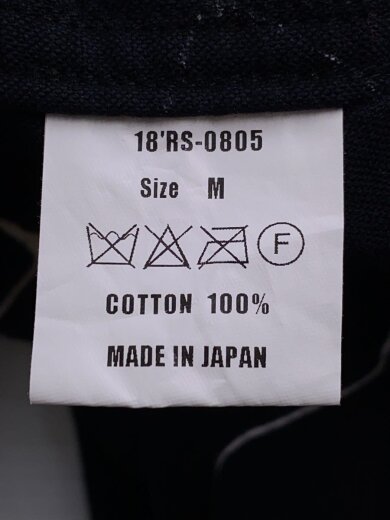 18'RS-0805
Size M
F
COTTON 100%
MADE IN JAPAN